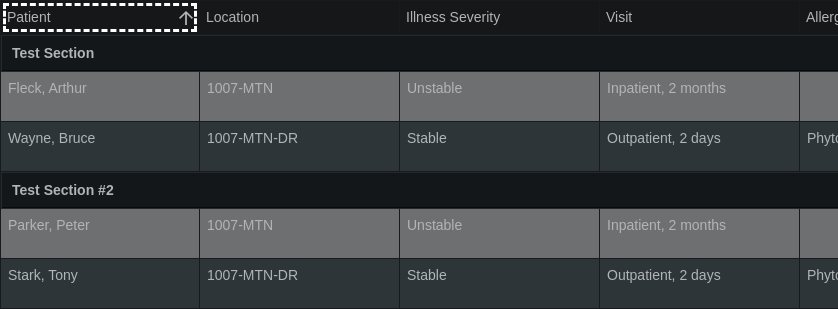 Patient Location Illness Severity Visit Allerg
Test Section
Fleck, Arthur 1007-MTN Unstable Inpatient, 2 months
Wayne, Bruce 1007-MTN-DR Stable Outpatient, 2 days Phyto
Test Section #2
Parker, Peter 1007-MTN Unstable Inpatient, 2 months
Stark, Tony 1007-MTN-DR Stable Outpatient, 2 days Phyto